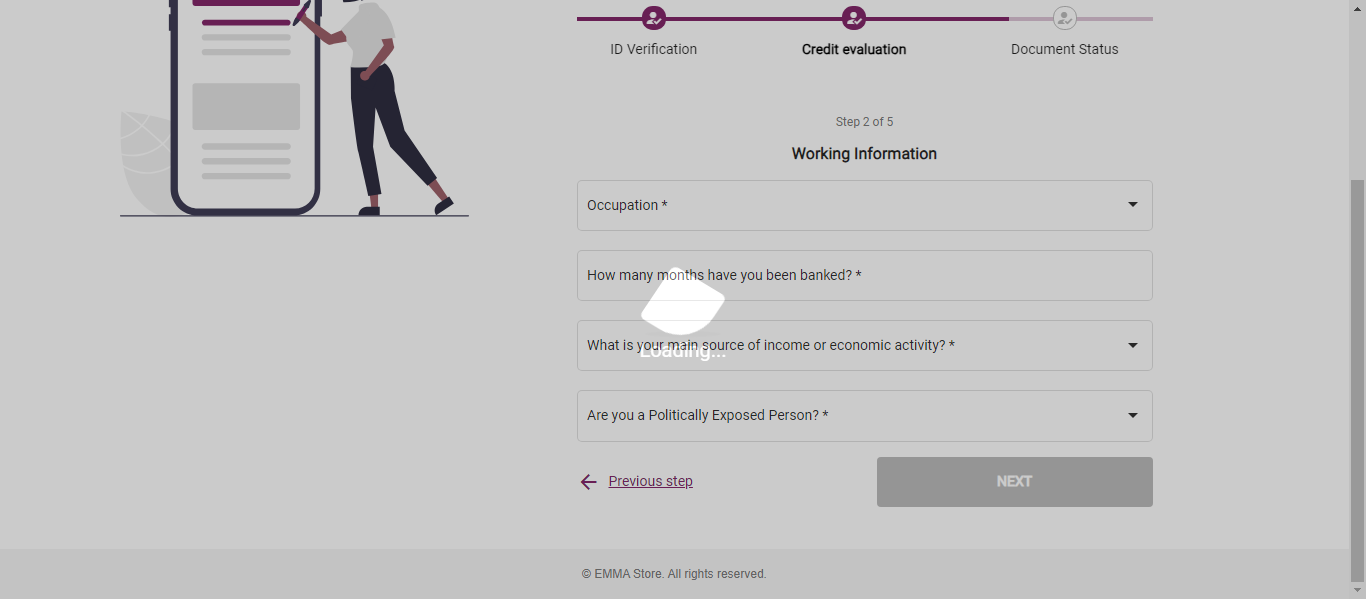 ID Verification
Credit evaluation
Document Status
Step 2 of 5
Working Information
Occupation *
How many months have you been banked? *
What is your main source of income or economic activity? *
Loading...
Are you a Politically Exposed Person? *
Previous step
NEXT
© EMMA Store. All rights reserved.